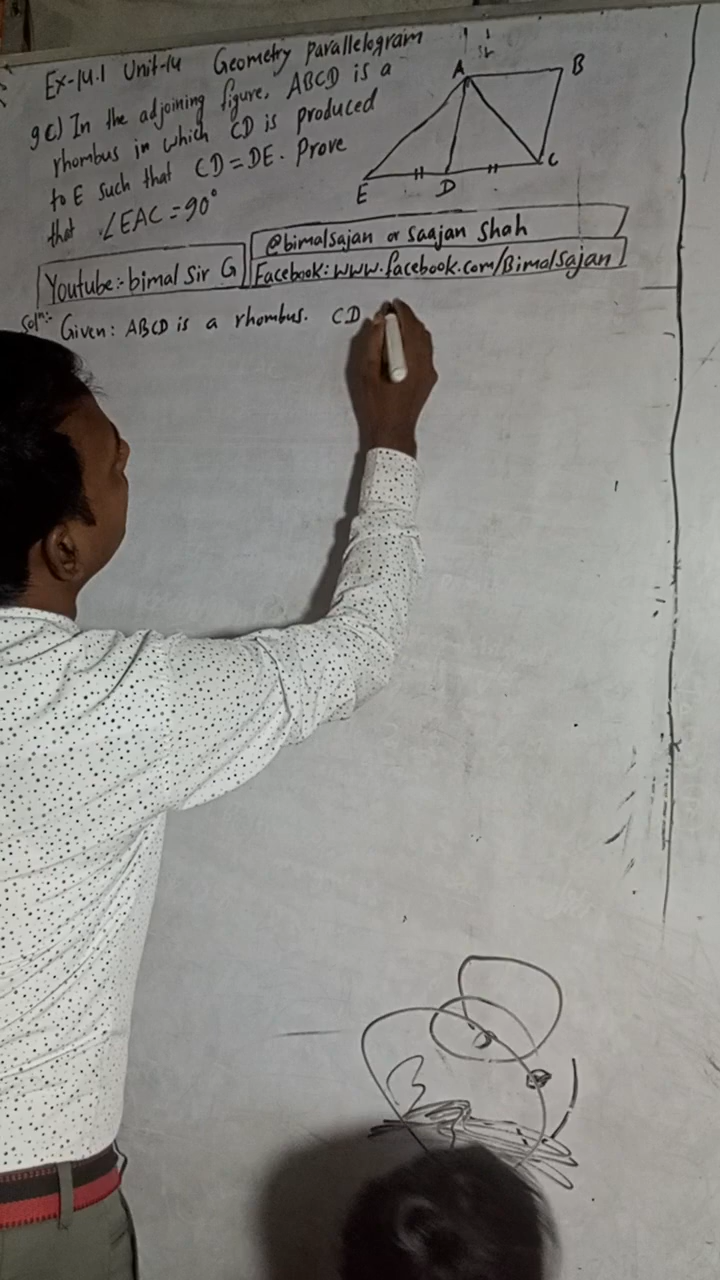 Ex-14.1 Unit-14 Geometry parallelogram
9c) In the adjoining figure, ABCD is a
rhombus in which CD is produced
to E such that CD=DE. Prove
that ∠EAC=90°
A
B
C
D
E
Youtube:- bimal Sir G
@bimalsajan or Saajan Shah
Facebook: www.facebook.com/Bimalsajan
Solⁿ:- Given: ABCD is a rhombus. CD